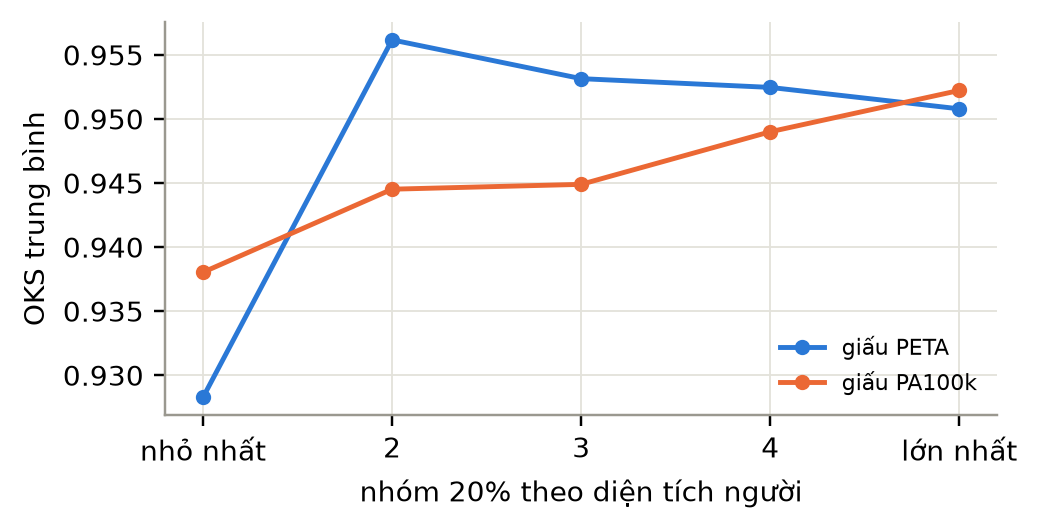 0.955
0.950
0.945
0.940
0.935
0.930
OKS trung bình
giấu PETA
giấu PA100k
nhỏ nhất 2 3 4 lớn nhất
nhóm 20% theo diện tích người